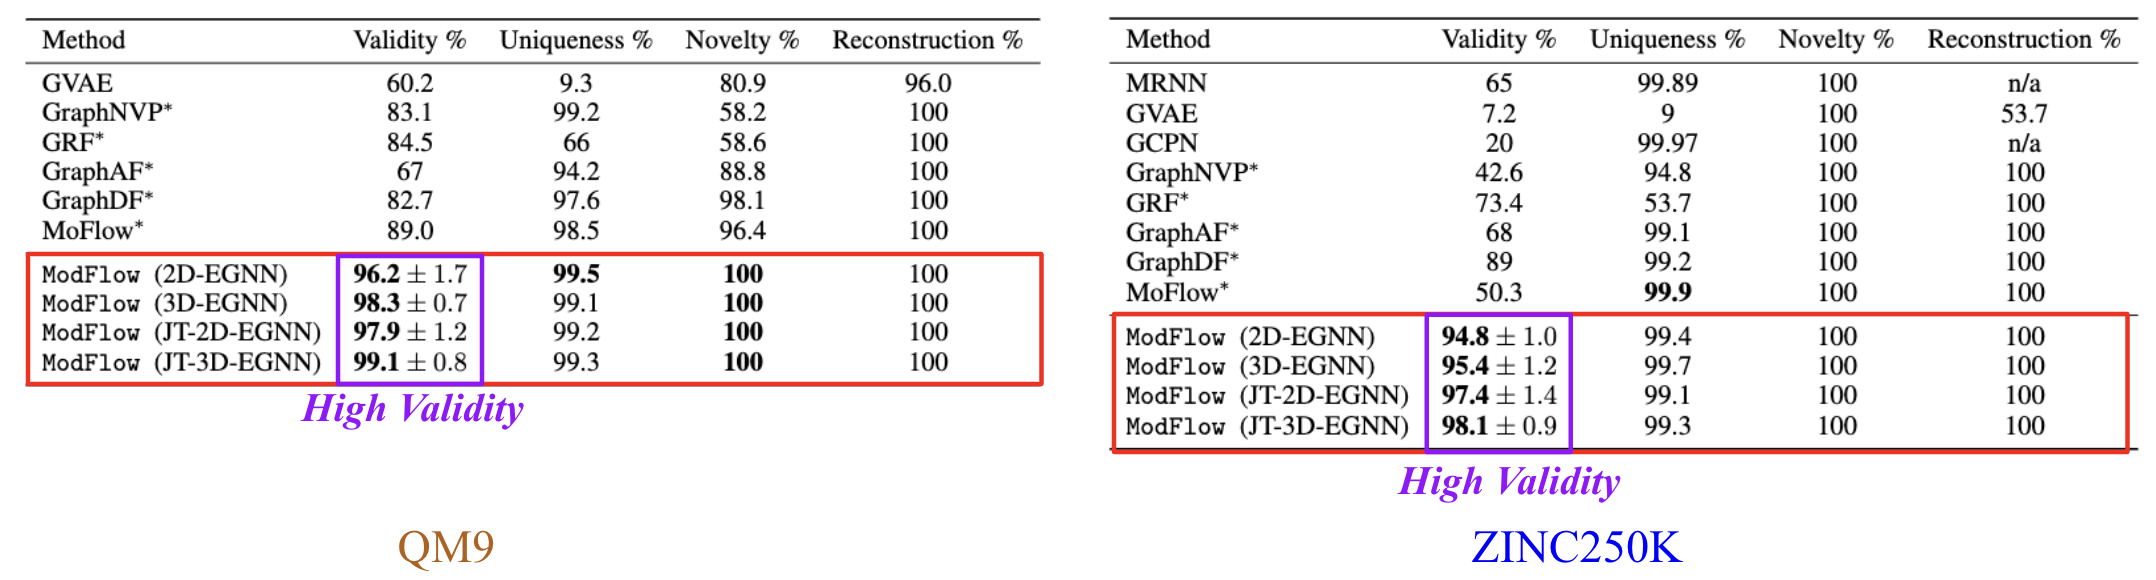 Method Validity % Uniqueness % Novelty % Reconstruction %
GVAE 60.2 9.3 80.9 96.0
GraphNVP* 83.1 99.2 58.2 100
GRF* 84.5 66 58.6 100
GraphAF* 67 94.2 88.8 100
GraphDF* 82.7 97.6 98.1 100
MoFlow* 89.0 98.5 96.4 100
ModFlow (2D-EGNN) 96.2 ± 1.7 99.5 100 100
ModFlow (3D-EGNN) 98.3 ± 0.7 99.1 100 100
ModFlow (JT-2D-EGNN) 97.9 ± 1.2 99.2 100 100
ModFlow (JT-3D-EGNN) 99.1 ± 0.8 99.3 100 100
High Validity
QM9
Method Validity % Uniqueness % Novelty % Reconstruction %
MRNN 65 99.89 100 n/a
GVAE 7.2 9 100 53.7
GCPN 20 99.97 100 n/a
GraphNVP* 42.6 94.8 100 100
GRF* 73.4 53.7 100 100
GraphAF* 68 99.1 100 100
GraphDF* 89 99.2 100 100
MoFlow* 50.3 99.9 100 100
ModFlow (2D-EGNN) 94.8 ± 1.0 99.4 100 100
ModFlow (3D-EGNN) 95.4 ± 1.2 99.7 100 100
ModFlow (JT-2D-EGNN) 97.4 ± 1.4 99.1 100 100
ModFlow (JT-3D-EGNN) 98.1 ± 0.9 99.3 100 100
High Validity
ZINC250K